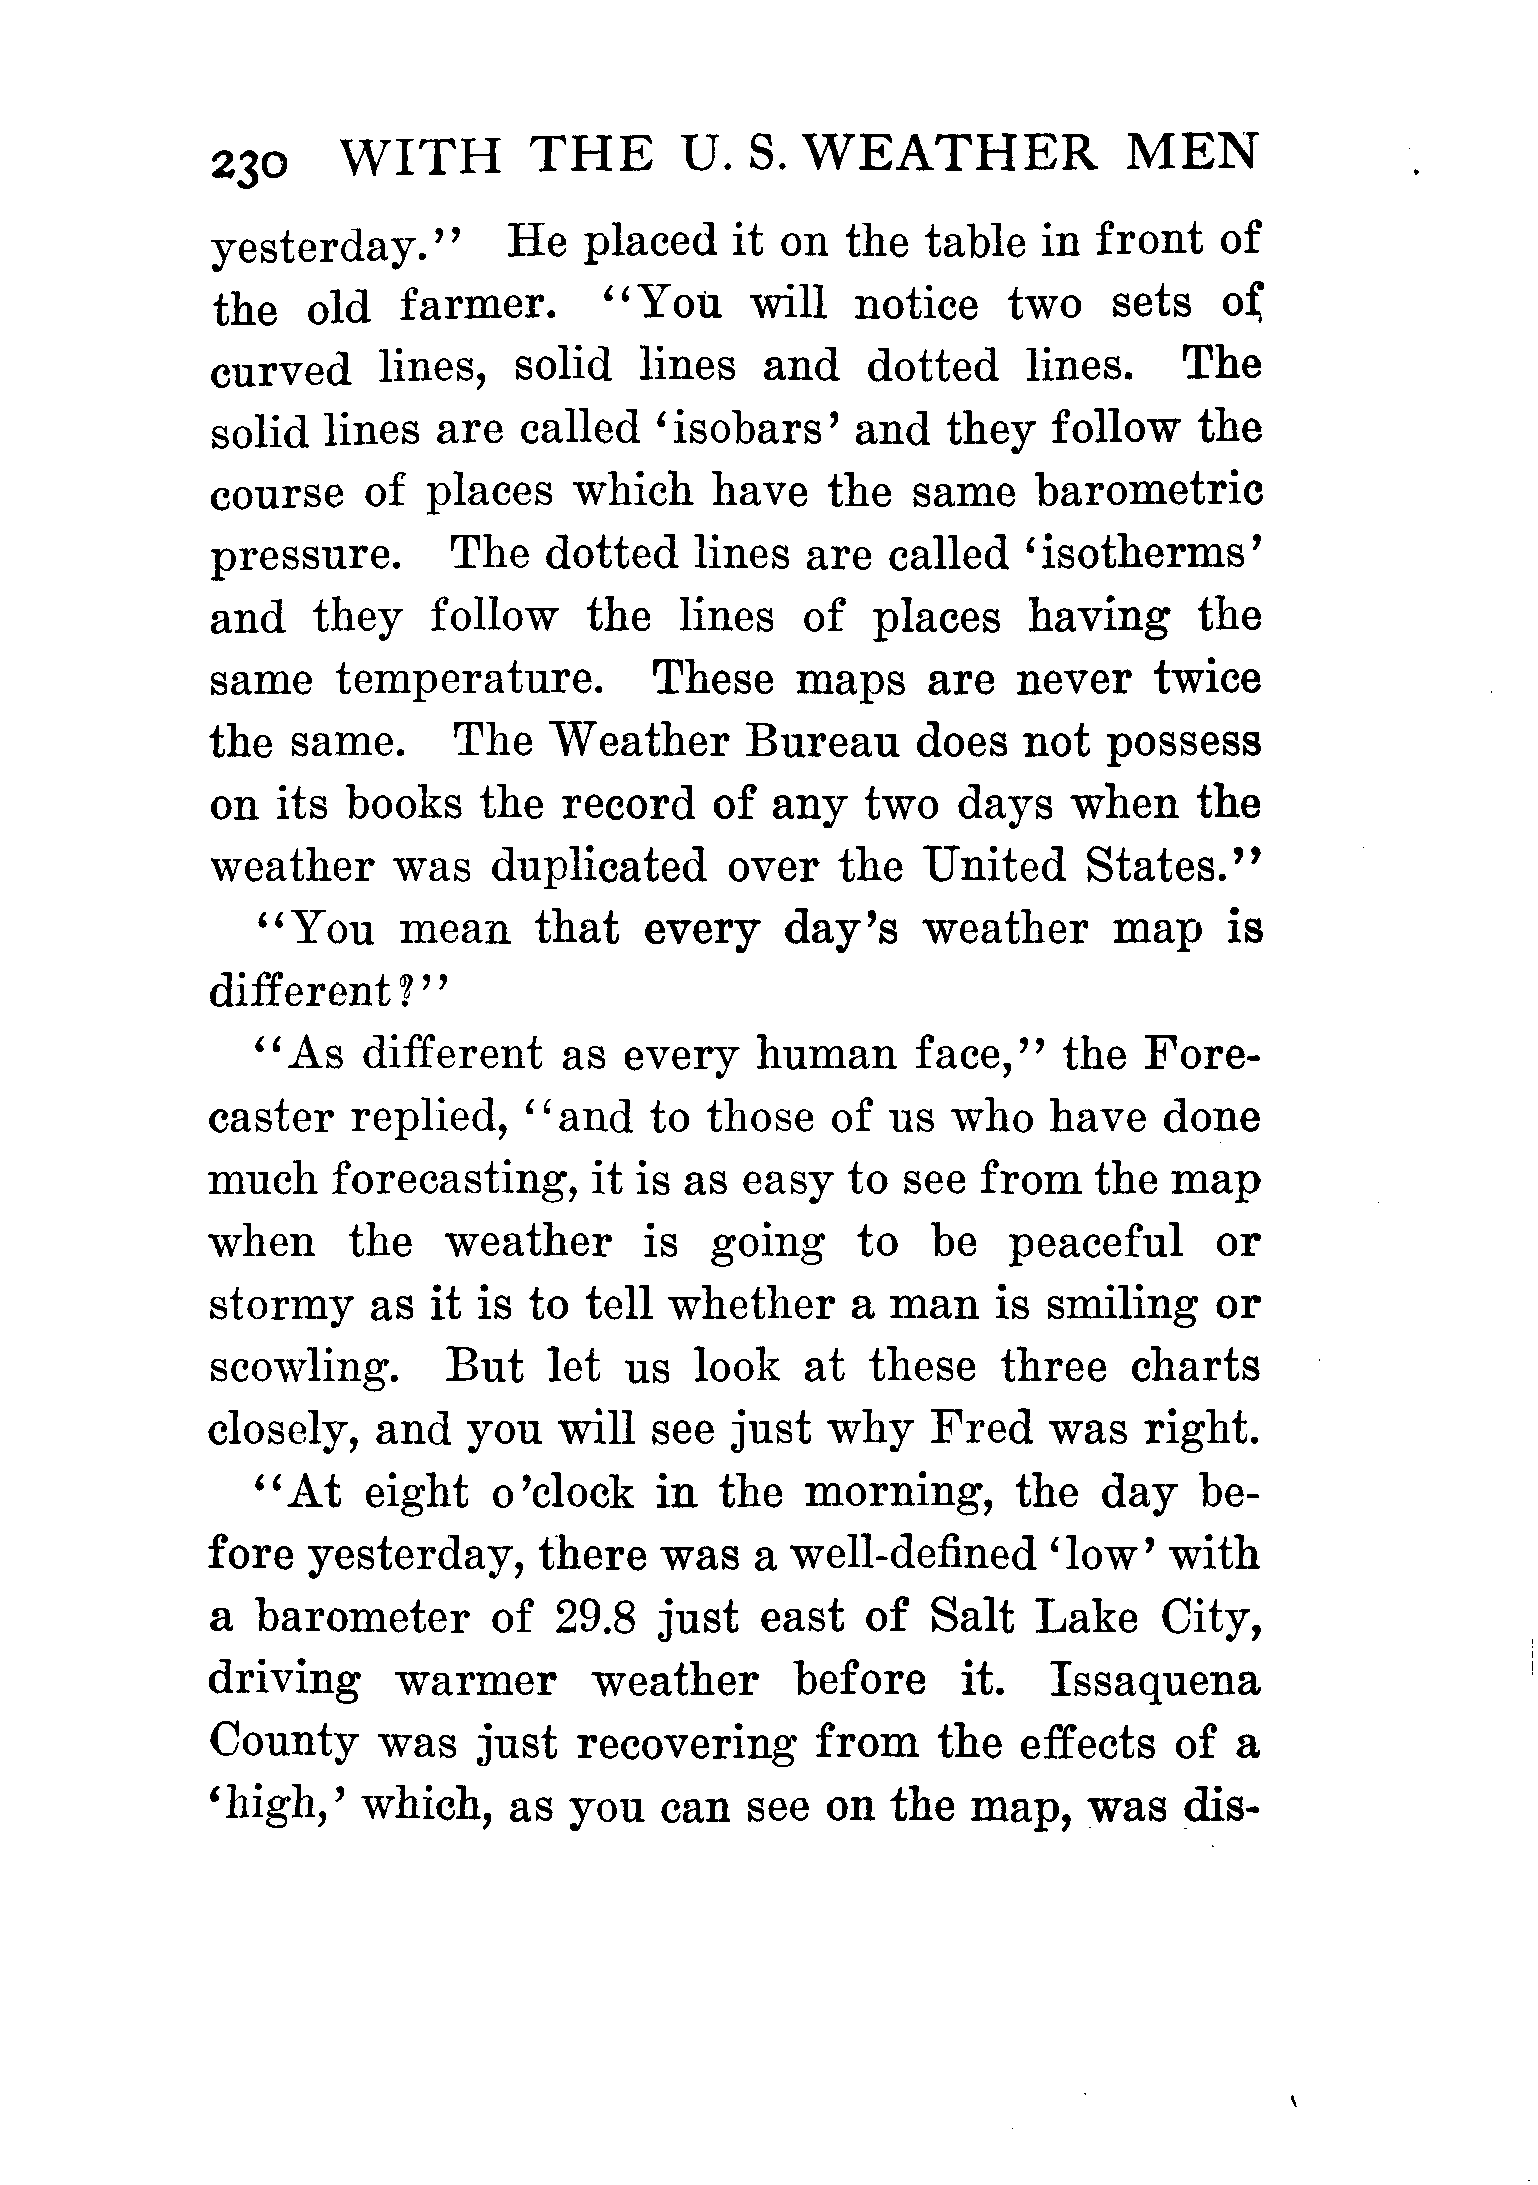 230 WITH THE U. S. WEATHER MEN
yesterday.” He placed it on the table in front of
the old farmer. “You will notice two sets of
curved lines, solid lines and dotted lines. The
solid lines are called ‘isobars’ and they follow the
course of places which have the same barometric
pressure. The dotted lines are called ‘isotherms’
and they follow the lines of places having the
same temperature. These maps are never twice
the same. The Weather Bureau does not possess
on its books the record of any two days when the
weather was duplicated over the United States.”
“You mean that every day’s weather map is
different?”
“As different as every human face,” the Fore-
caster replied, “and to those of us who have done
much forecasting, it is as easy to see from the map
when the weather is going to be peaceful or
stormy as it is to tell whether a man is smiling or
scowling. But let us look at these three charts
closely, and you will see just why Fred was right.
“At eight o’clock in the morning, the day be-
fore yesterday, there was a well-defined ‘low’ with
a barometer of 29.8 just east of Salt Lake City,
driving warmer weather before it. Issaquena
County was just recovering from the effects of a
‘high,’ which, as you can see on the map, was dis-